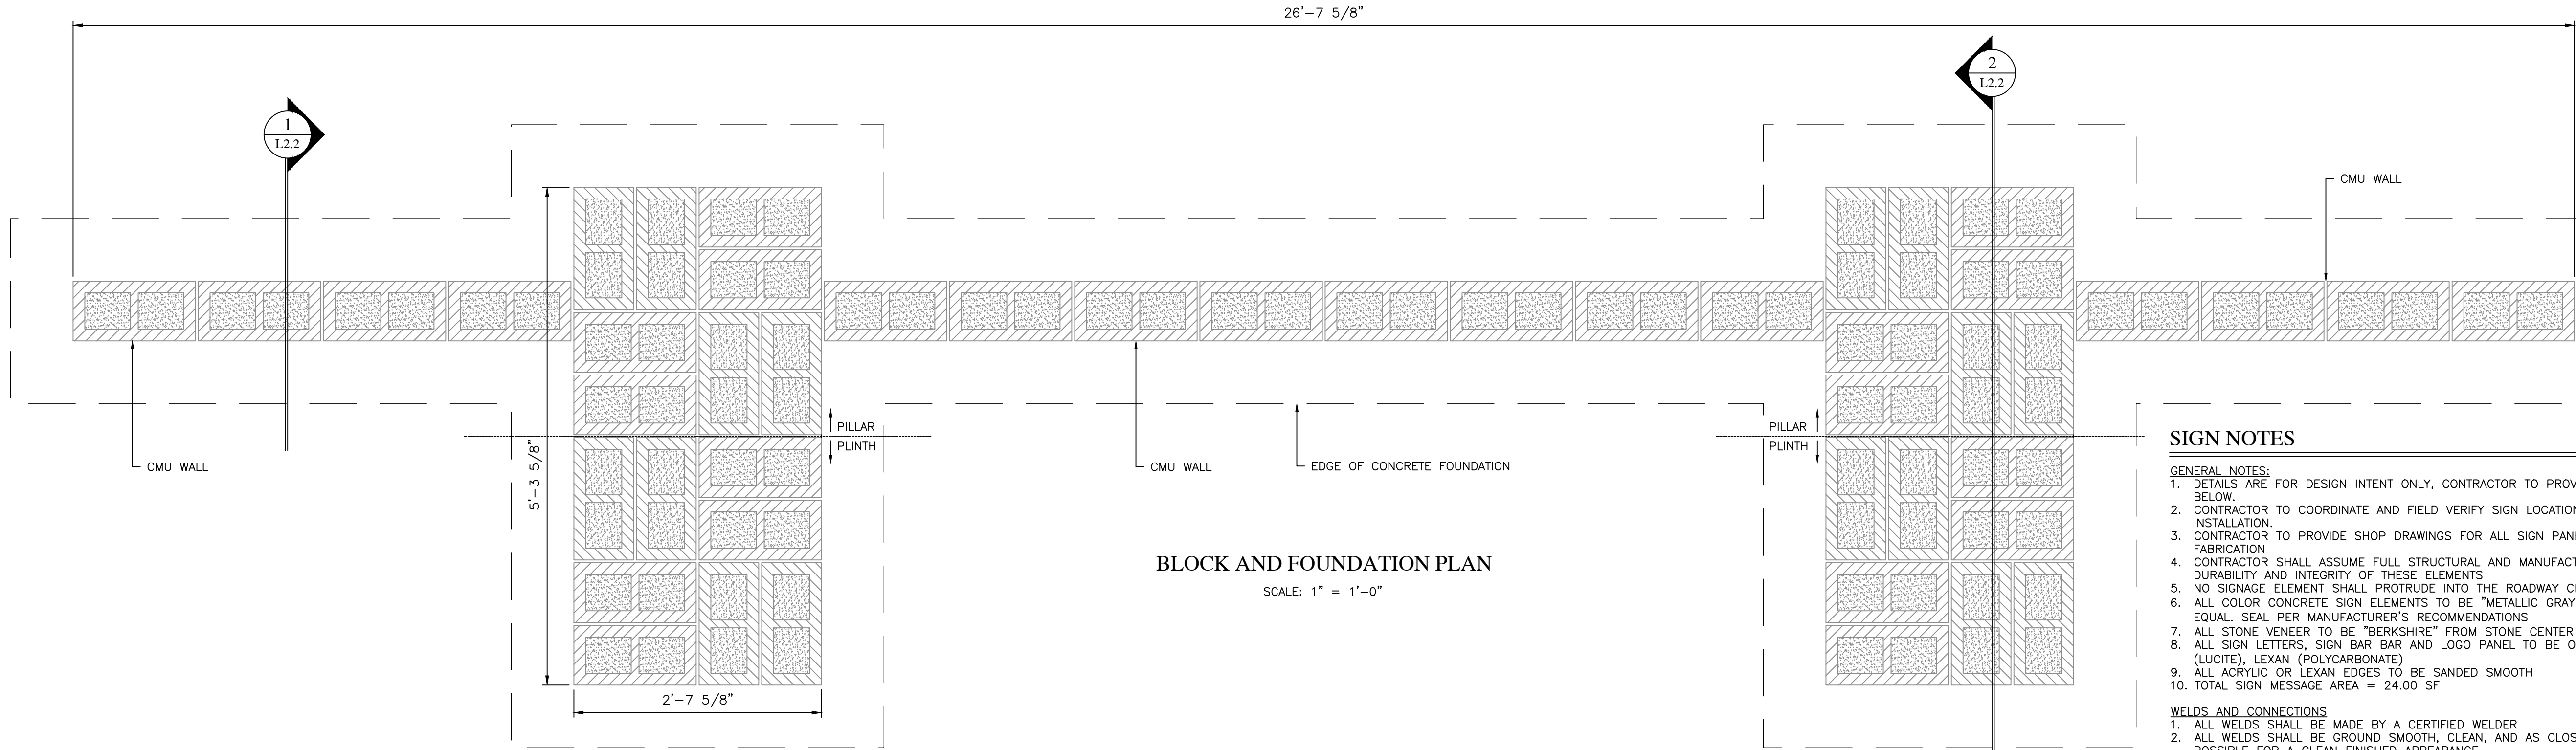 26'-7 5/8"
1
L2.2
2
L2.2
CMU WALL
CMU WALL
5'-3 5/8"
PILLAR
PLINTH
CMU WALL
EDGE OF CONCRETE FOUNDATION
PILLAR
PLINTH
2'-7 5/8"
BLOCK AND FOUNDATION PLAN
SCALE: 1" = 1'-0"
SIGN NOTES
GENERAL NOTES:
1. DETAILS ARE FOR DESIGN INTENT ONLY, CONTRACTOR TO
BELOW.
2. CONTRACTOR TO COORDINATE AND FIELD VERIFY SIGN
INSTALLATION.
3. CONTRACTOR TO PROVIDE SHOP DRAWINGS FOR ALL SIGN
FABRICATION
4. CONTRACTOR SHALL ASSUME FULL STRUCTURAL AND
DURABILITY AND INTEGRITY OF THESE ELEMENTS
5. NO SIGNAGE ELEMENT SHALL PROTRUDE INTO THE ROADWAY
6. ALL COLOR CONCRETE SIGN ELEMENTS TO BE "METALLIC GRAY
EQUAL. SEAL PER MANUFACTURER'S RECOMMENDATIONS
7. ALL STONE VENEER TO BE "BERKSHIRE" FROM STONE CENTER
8. ALL SIGN LETTERS, SIGN BAR BAR AND LOGO PANEL TO BE
(LUCITE), LEXAN (POLYCARBONATE)
9. ALL ACRYLIC OR LEXAN EDGES TO BE SANDED SMOOTH
10. TOTAL SIGN MESSAGE AREA = 24.00 SF
WELDS AND CONNECTIONS
1. ALL WELDS SHALL BE MADE BY A CERTIFIED WELDER
2. ALL WELDS SHALL BE GROUND SMOOTH, CLEAN, AND AS
POSSIBLE FOR A CLEAN FINISHED APPEARANCE